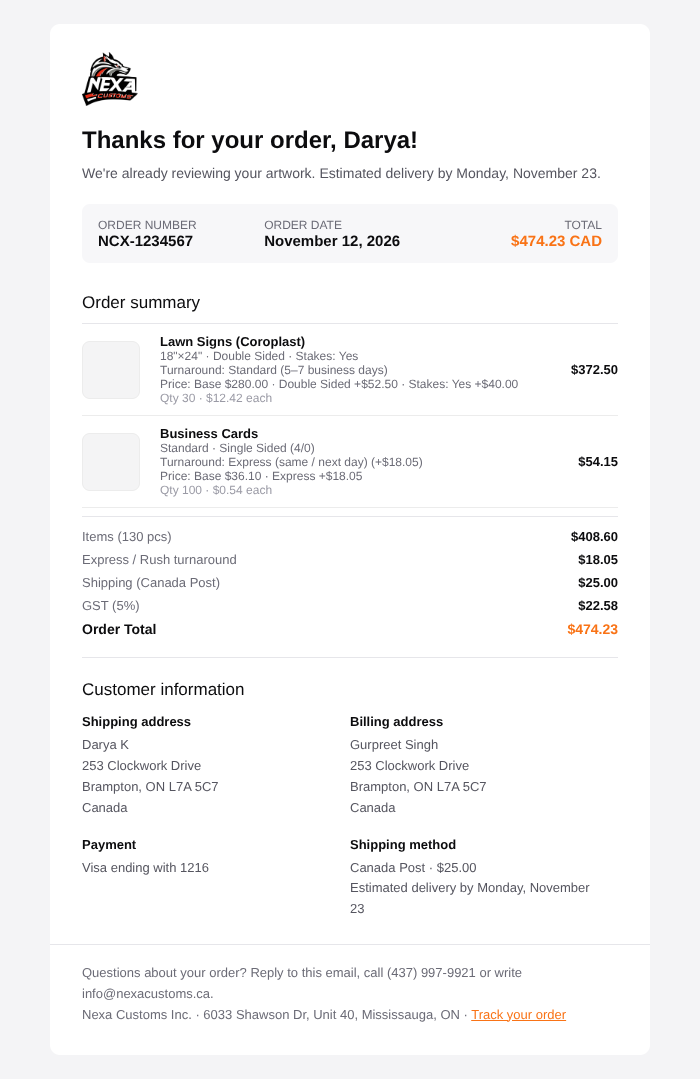 NEXA
CUSTOMS
Thanks for your order, Darya!
We're already reviewing your artwork. Estimated delivery by Monday, November 23.
ORDER NUMBER
NCX-1234567
ORDER DATE
November 12, 2026
TOTAL
$474.23 CAD
Order summary
Lawn Signs (Coroplast)
18"×24" · Double Sided · Stakes: Yes
Turnaround: Standard (5–7 business days)
Price: Base $280.00 · Double Sided +$52.50 · Stakes: Yes +$40.00
Qty 30 · $12.42 each
$372.50
Business Cards
Standard · Single Sided (4/0)
Turnaround: Express (same / next day) (+$18.05)
Price: Base $36.10 · Express +$18.05
Qty 100 · $0.54 each
$54.15
Items (130 pcs) $408.60
Express / Rush turnaround $18.05
Shipping (Canada Post) $25.00
GST (5%) $22.58
Order Total $474.23
Customer information
Shipping address
Darya K
253 Clockwork Drive
Brampton, ON L7A 5C7
Canada
Billing address
Gurpreet Singh
253 Clockwork Drive
Brampton, ON L7A 5C7
Canada
Payment
Visa ending with 1216
Shipping method
Canada Post · $25.00
Estimated delivery by Monday, November
23
Questions about your order? Reply to this email, call (437) 997-9921 or write
info@nexacustoms.ca.
Nexa Customs Inc. · 6033 Shawson Dr, Unit 40, Mississauga, ON · Track your order